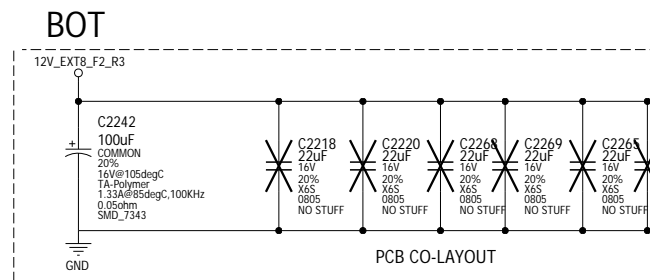 BOT
12V_EXT8_F2_R3
+
C2242
100uF
COMMON
20%
16V@105degC
TA-Polymer
1.33A@85degC,100KHz
0.05ohm
SMD_7343
GND
C2218
22uF
16V
20%
X6S
0805
NO STUFF
C2220
22uF
16V
20%
X6S
0805
NO STUFF
C2268
22uF
16V
20%
X6S
0805
NO STUFF
C2269
22uF
16V
20%
X6S
0805
NO STUFF
C2265
22uF
16V
20%
X6S
0805
NO STUFF
PCB CO-LAYOUT